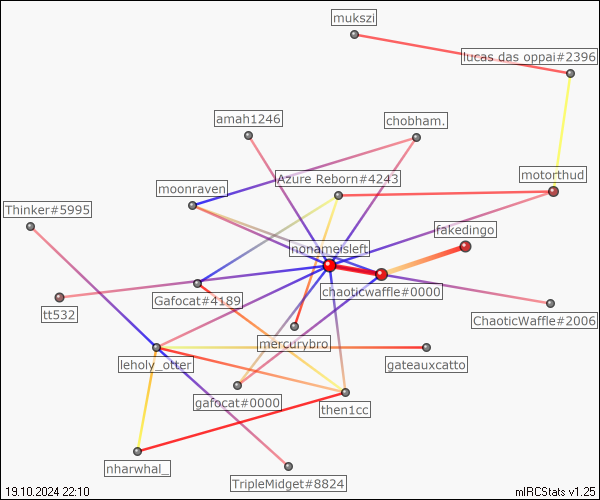 mukszi
lucas das oppai#2396
amah1246
chobham.
Azure Reborn#4243
motorthud
moonraven
Thinker#5995
fakedingo
nonameisleft
chaoticwaffle#0000
Gafocat#4189
tt532
ChaoticWaffle#2006
mercurybro
leholy_otter
gateauxcatto
gafocat#0000
then1cc
nharwhal_
TripleMidget#8824
19.10.2024 22:10
mIRCStats v1.25